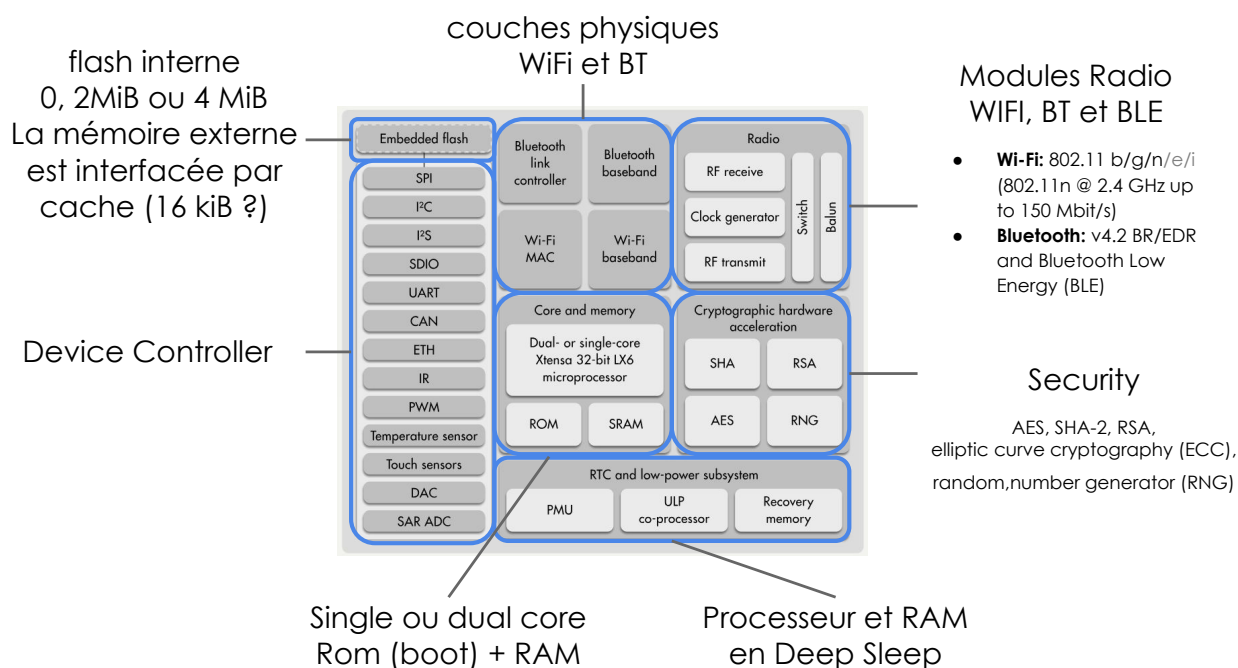 couches physiques
WiFi et BT
flash interne
0, 2MiB ou 4 MiB
La mémoire externe
est interfacée par
cache (16 kiB ?)
Device Controller
Embedded flash
SPI
I²C
I²S
SDIO
UART
CAN
ETH
IR
PWM
Temperature sensor
Touch sensors
DAC
SAR ADC
Bluetooth
link
controller
Bluetooth
baseband
Wi-Fi
MAC
Wi-Fi
baseband
Radio
RF receive
Clock generator
RF transmit
Switch
Balun
Core and memory
Dual- or single-core
Xtensa 32-bit LX6
microprocessor
ROM
SRAM
Cryptographic hardware
acceleration
SHA
RSA
AES
RNG
RTC and low-power subsystem
PMU
ULP
co-processor
Recovery
memory
Modules Radio
WIFI, BT et BLE
● Wi-Fi: 802.11 b/g/n/e/i
(802.11n @ 2.4 GHz up
to 150 Mbit/s)
● Bluetooth: v4.2 BR/EDR
and Bluetooth Low
Energy (BLE)
Security
AES, SHA-2, RSA,
elliptic curve cryptography (ECC),
random,number generator (RNG)
Single ou dual core
Rom (boot) + RAM
Processeur et RAM
en Deep Sleep